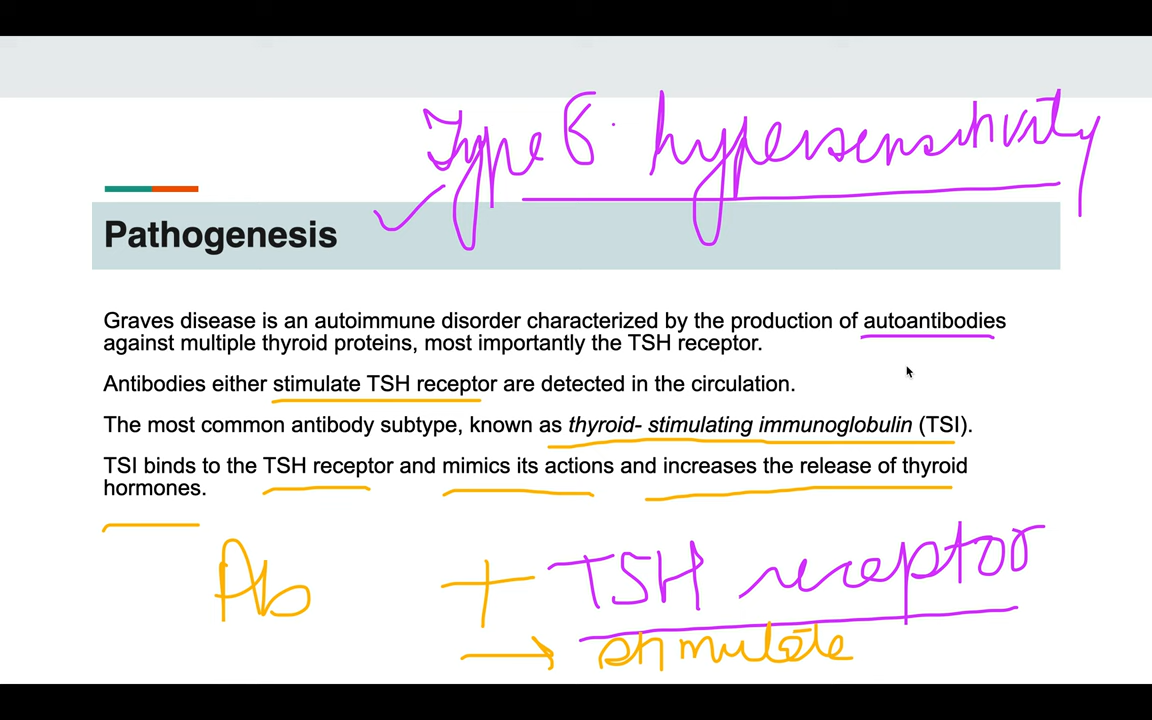 Type 5 hypersensitivity
Pathogenesis
Graves disease is an autoimmune disorder characterized by the production of autoantibodies
against multiple thyroid proteins, most importantly the TSH receptor.
Antibodies either stimulate TSH receptor are detected in the circulation.
The most common antibody subtype, known as thyroid- stimulating immunoglobulin (TSI).
TSI binds to the TSH receptor and mimics its actions and increases the release of thyroid
hormones.
Ab + TSH receptor
→ stimulate